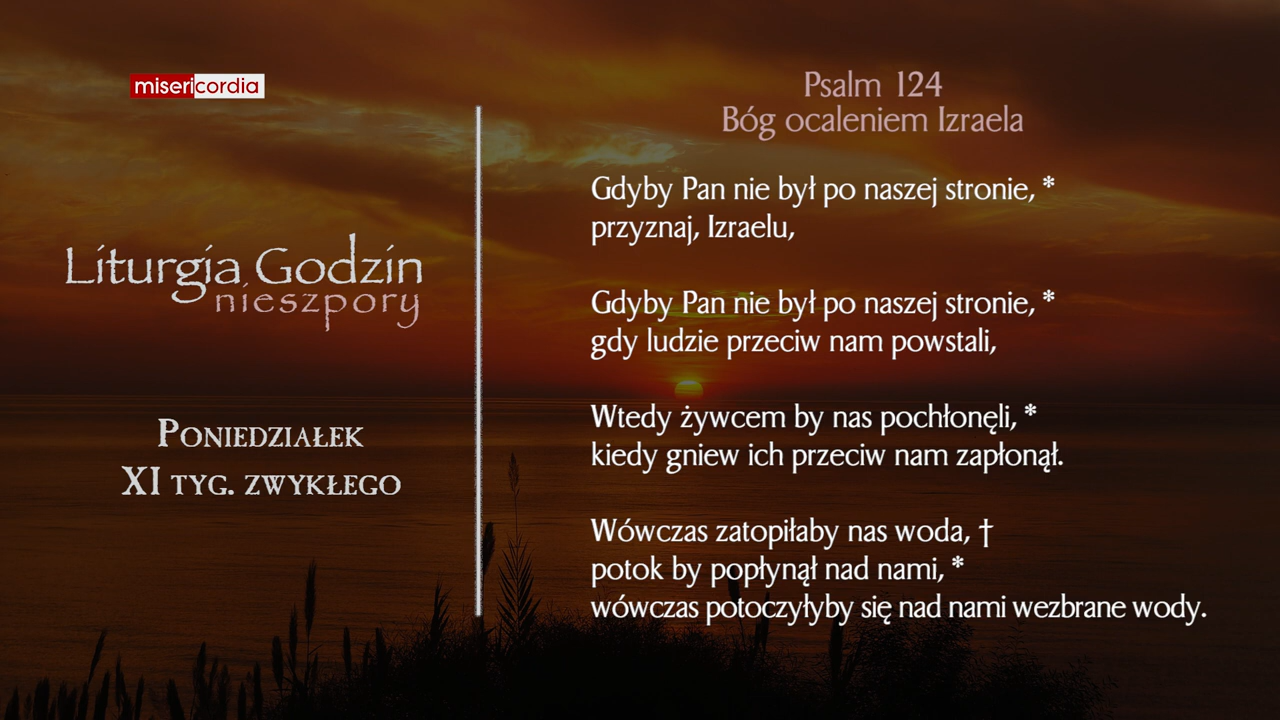 misericordia
Liturgia Godzin
nieszpory
Poniedziałek
XI tyg. zwykłego
Psalm 124
Bóg ocaleniem Izraela
Gdyby Pan nie był po naszej stronie, *
przyznaj, Izraelu,
Gdyby Pan nie był po naszej stronie, *
gdy ludzie przeciw nam powstali,
Wtedy żywcem by nas pochłonęli, *
kiedy gniew ich przeciw nam zapłonął.
Wówczas zatopiłaby nas woda, †
potok by popłynął nad nami, *
wówczas potoczyłyby się nad nami wezbrane wody.